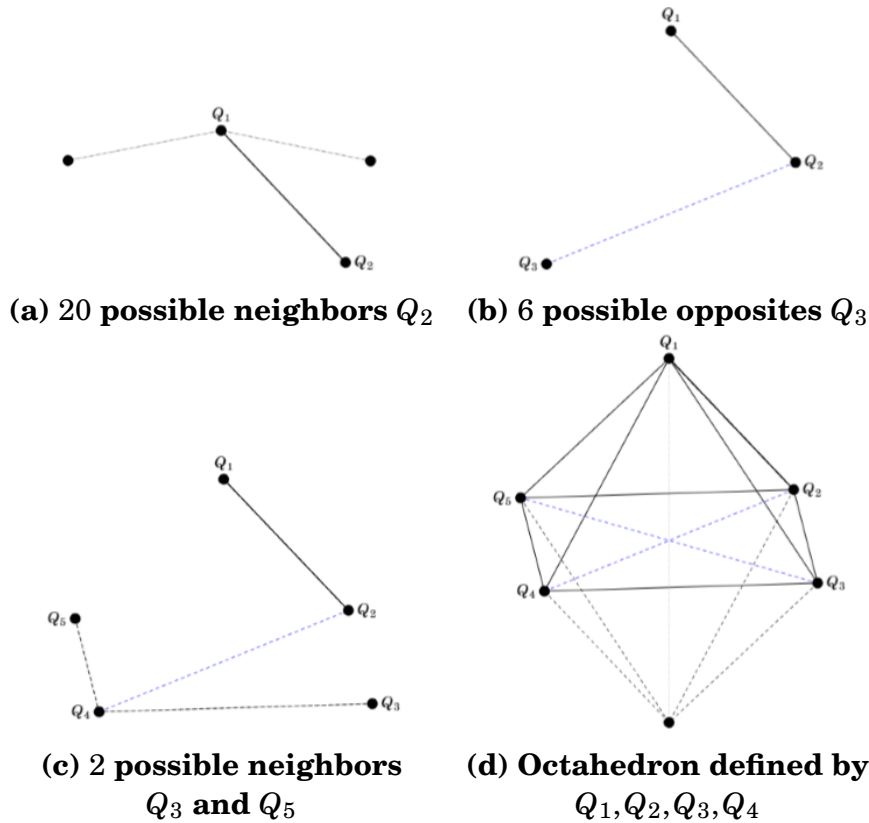 Q₁
Q₂
(a) 20 possible neighbors Q₂
Q₁
Q₂
Q₃
(b) 6 possible opposites Q₃
Q₁
Q₂
Q₅
Q₄
Q₃
(c) 2 possible neighbors
Q₃ and Q₅
Q₁
Q₅
Q₂
Q₄
Q₃
(d) Octahedron defined by
Q₁,Q₂,Q₃,Q₄